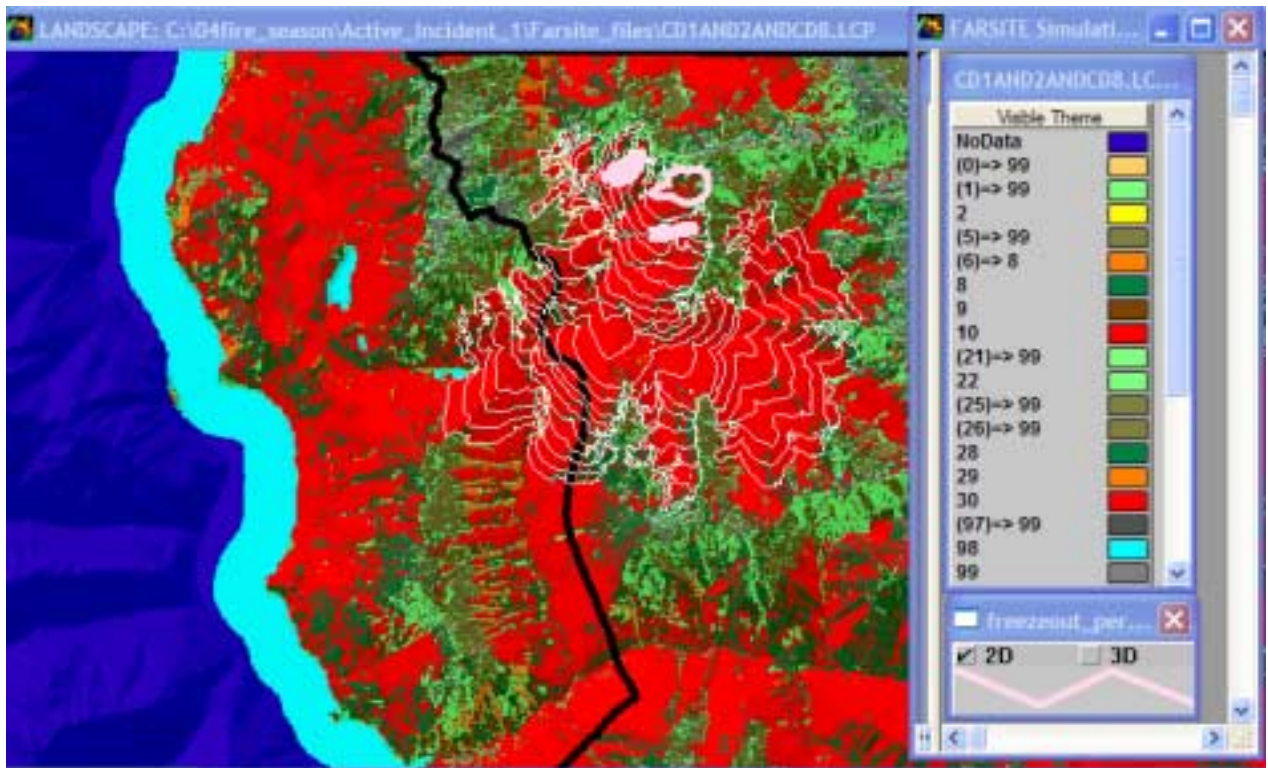 LANDSCAPE: C:\04fire_season\Active_Incident_1\Farsite_files\CD1AND2ANDCD8.LCP
FARSITE Simulati...
CD1AND2ANDCD8.LC...
Visible Theme
NoData
(0)=> 99
(1)=> 99
2
(5)=> 99
(6)=> 8
8
9
10
(21)=> 99
22
(25)=> 99
(26)=> 99
28
29
30
(97)=> 99
98
99
freezeout_per...
2D 3D